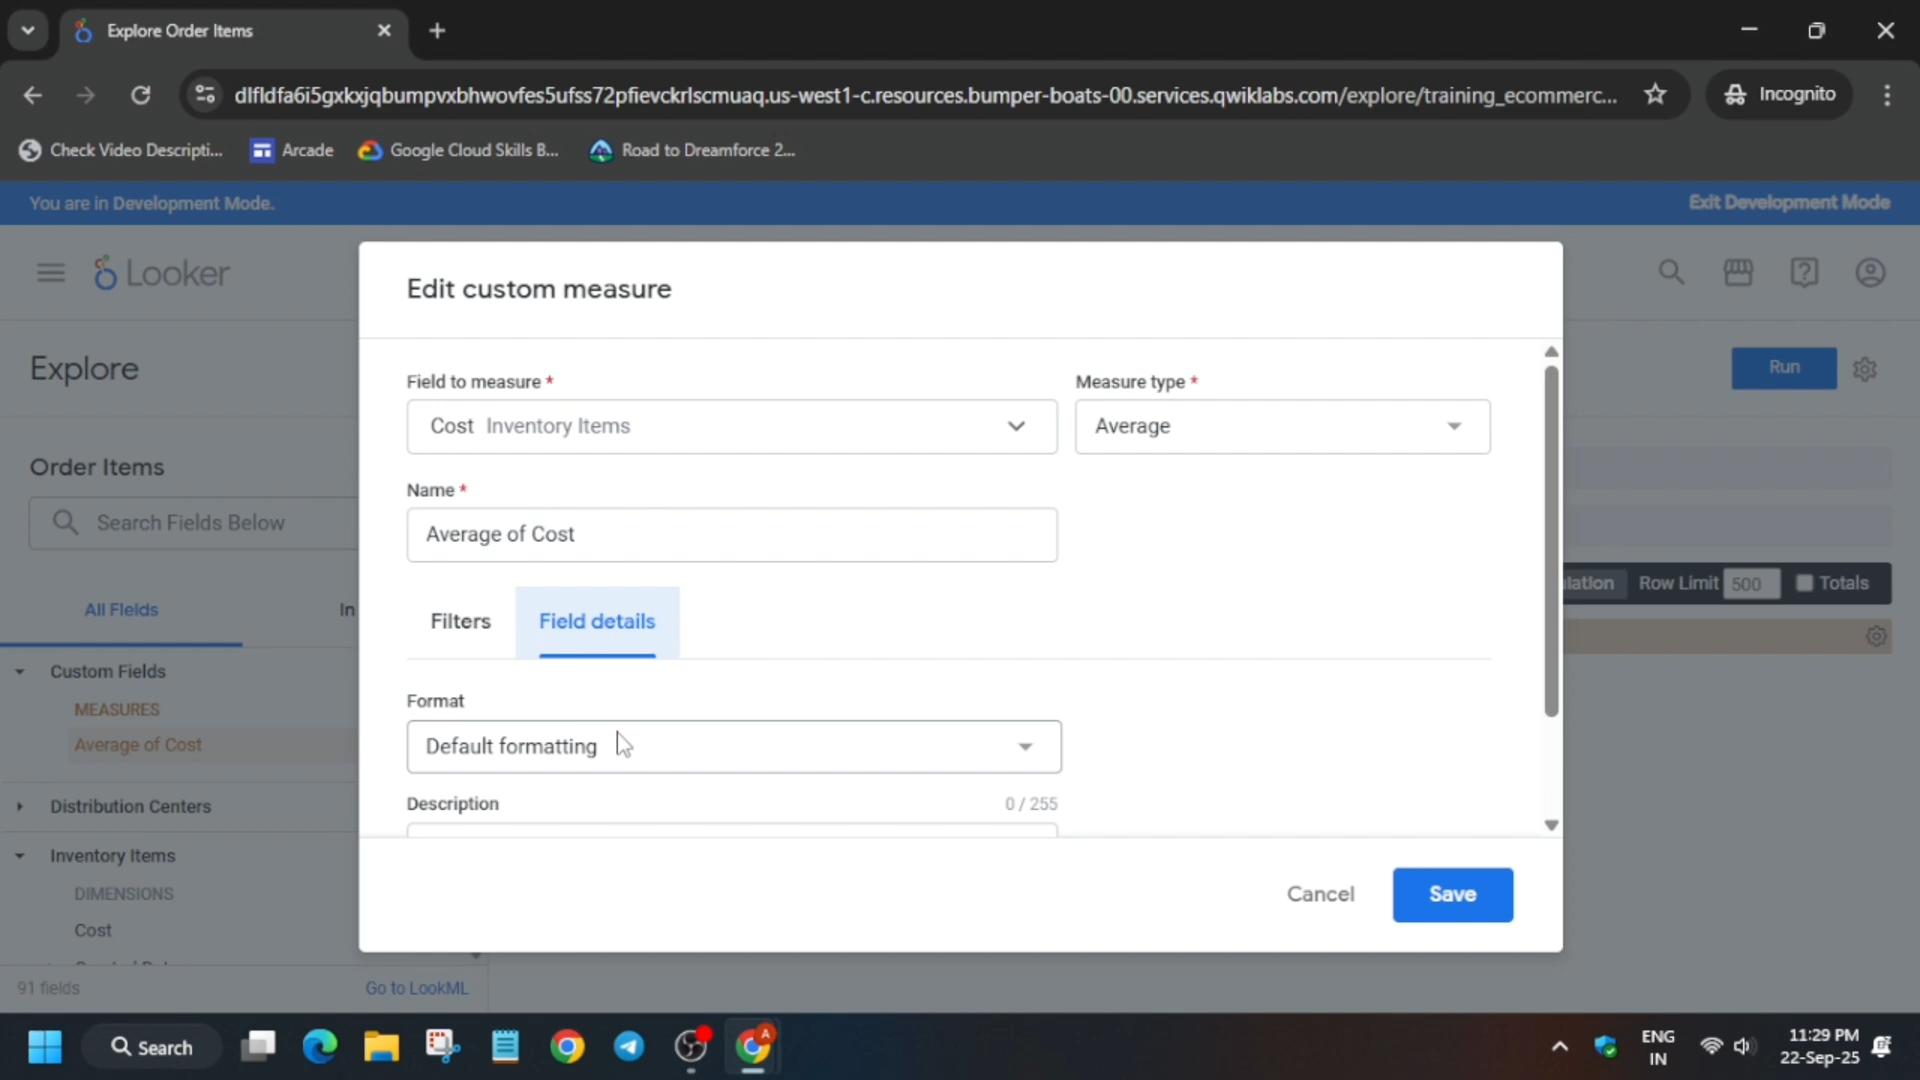 Explore Order Items
dlfldfa6i5gxkxjqbumpvxbhwovfes5ufss72pfievckrlscmuaq.us-west1-c.resources.bumper-boats-00.services.qwiklabs.com/explore/training_ecommerc...
Incognito
Check Video Descripti...
Arcade
Google Cloud Skills B...
Road to Dreamforce 2...
You are in Development Mode.
Exit Development Mode
Looker
Edit custom measure
Explore
Run
Field to measure *
Measure type *
Cost Inventory Items
Average
Order Items
Name *
Search Fields Below
Average of Cost
lation
Row Limit 500
Totals
All Fields
In
Filters
Field details
Custom Fields
MEASURES
Average of Cost
Format
Default formatting
Distribution Centers
Description
0 / 255
Inventory Items
DIMENSIONS
Cost
Cancel
Save
91 fields
Go to LookML
Search
A
ENG
IN
11:29 PM
22-Sep-25